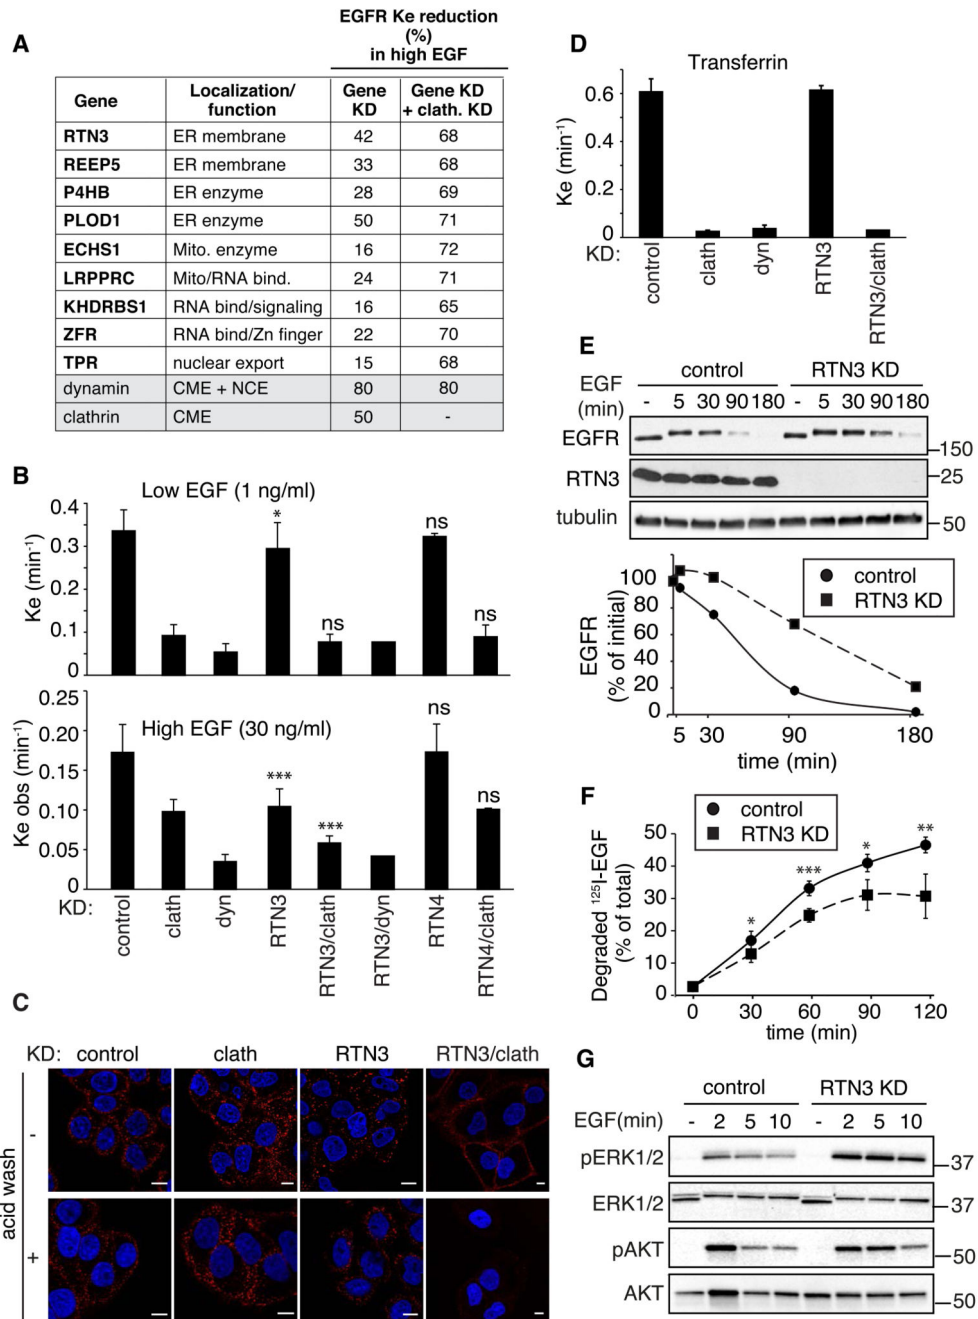 A
EGFR Ke reduction
(%)
in high EGF
Gene
Localization/
function
Gene
KD
Gene KD
+ clath. KD
RTN3 ER membrane 42 68
REEP5 ER membrane 33 68
P4HB ER enzyme 28 69
PLOD1 ER enzyme 50 71
ECHS1 Mito. enzyme 16 72
LRPPRC Mito/RNA bind. 24 71
KHDRBS1 RNA bind/signaling 16 65
ZFR RNA bind/Zn finger 22 70
TPR nuclear export 15 68
dynamin CME + NCE 80 80
clathrin CME 50 -
B
Low EGF (1 ng/ml)
Ke (min-1)
0.4
0.3
0.1
0
*
ns
ns
ns
High EGF (30 ng/ml)
Ke obs (min-1)
0.25
0.20
0.15
0.10
0.05
0
***
***
ns
ns
KD:
control
clath
dyn
RTN3
RTN3/clath
RTN3/dyn
RTN4
RTN4/clath
C
KD: control clath RTN3 RTN3/clath
acid wash
-
+
D
Transferrin
Ke (min-1)
0.6
0.4
0.2
0
KD:
control
clath
dyn
RTN3
RTN3/clath
E
control RTN3 KD
EGF
(min)
- 5 30 90 180 - 5 30 90 180
EGFR
150
RTN3
25
tubulin
50
EGFR
(% of initial)
100
80
60
40
20
0
control
RTN3 KD
5 30 90 180
time (min)
F
control
RTN3 KD
Degraded 125I-EGF
(% of total)
50
40
30
20
10
0
*
***
*
**
0 30 60 90 120
time (min)
G
control RTN3 KD
EGF(min) - 2 5 10 - 2 5 10
pERK1/2
37
ERK1/2
37
pAKT
50
AKT
50